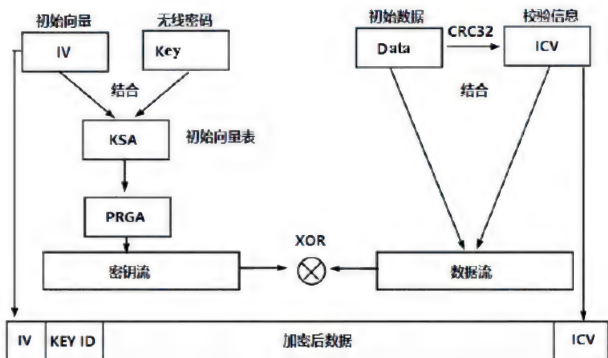 初始向量 无线密码 初始数据 校验信息
IV Key Data CRC32 ICV
结合 结合
KSA 初始向量表
PRGA
XOR
密钥流 数据流
IV KEY ID 加密后数据 ICV